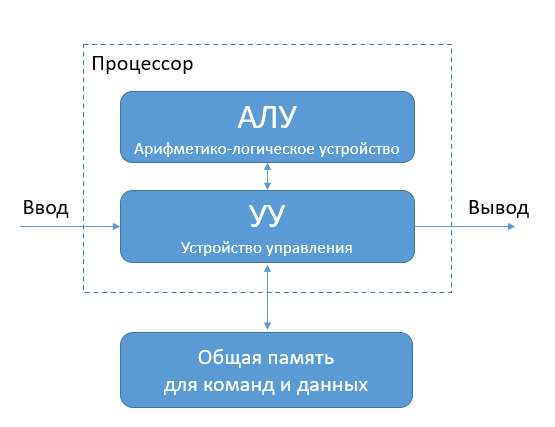 Процессор
АЛУ
Арифметико-логическое устройство
Ввод
УУ
Устройство управления
Вывод
Общая память
для команд и данных